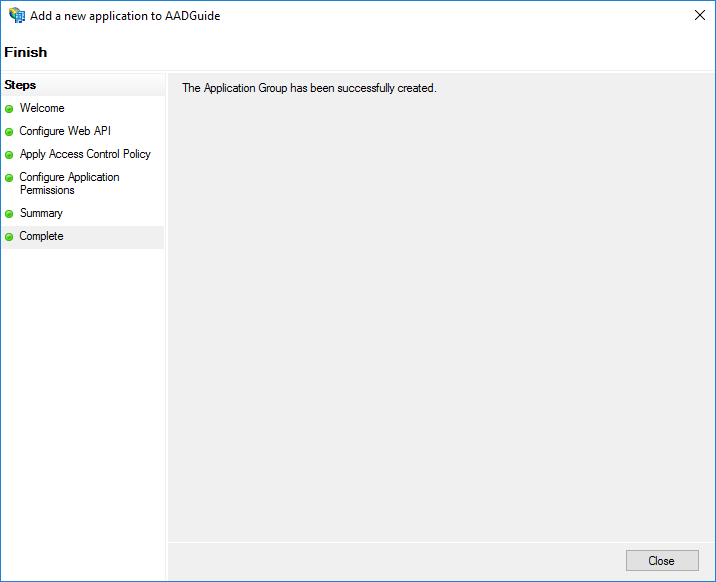 Add a new application to AADGuide
Finish
Steps
Welcome
Configure Web API
Apply Access Control Policy
Configure Application
Permissions
Summary
Complete
The Application Group has been successfully created.
Close